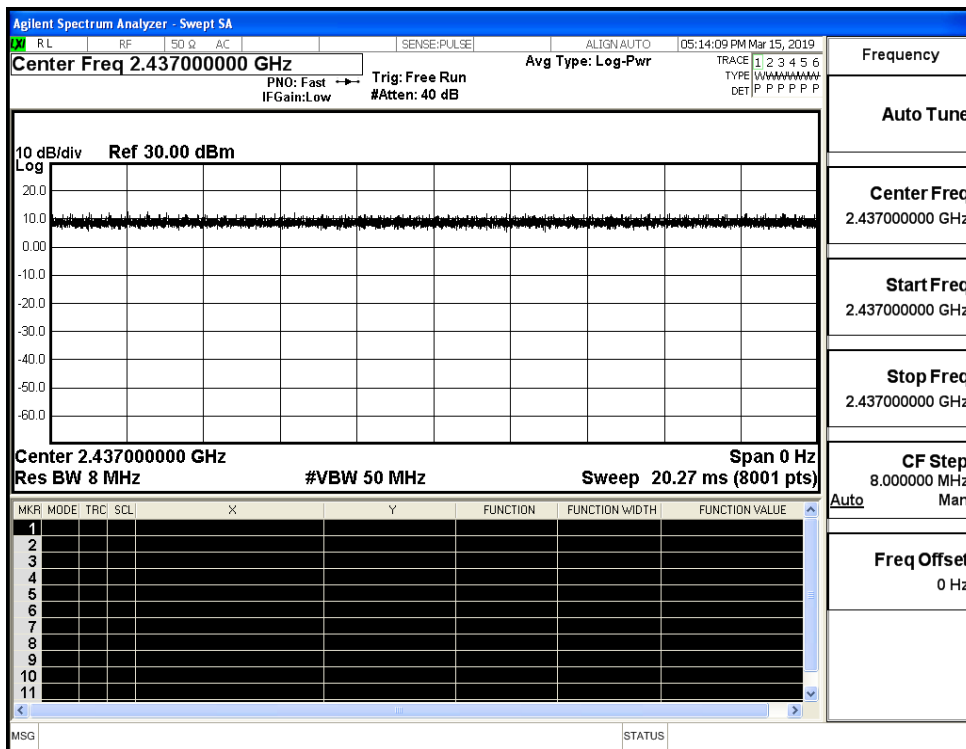 Agilent Spectrum Analyzer - Swept SA
LXI RL RF 50 Ω AC SENSE:PULSE ALIGN AUTO 05:14:09 PM Mar 15, 2019
Center Freq 2.437000000 GHz
Avg Type: Log-Pwr
TRACE 1 2 3 4 5 6
TYPE WWWWWW
DET P P P P P P
PNO: Fast
IFGain:Low
Trig: Free Run
#Atten: 40 dB
10 dB/div
Log
Ref 30.00 dBm
20.0
10.0
0.00
-10.0
-20.0
-30.0
-40.0
-50.0
-60.0
Center 2.437000000 GHz Span 0 Hz
Res BW 8 MHz #VBW 50 MHz Sweep 20.27 ms (8001 pts)
MKR MODE TRC SCL X Y FUNCTION FUNCTION WIDTH FUNCTION VALUE
1
2
3
4
5
6
7
8
9
10
11
MSG STATUS
Frequency
Auto Tune
Center Freq
2.437000000 GHz
Start Freq
2.437000000 GHz
Stop Freq
2.437000000 GHz
CF Step
8.000000 MHz
Auto Man
Freq Offset
0 Hz